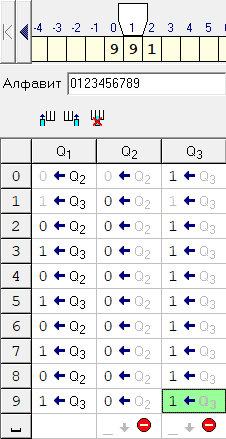 -4 -3 -2 -1 0 1 2 3 4 5
9 9 1
Алфавит 0123456789
Q1 Q2 Q3
0 0 ← Q2 0 ← Q2 1 ← Q3
1 1 ← Q3 0 ← Q2 1 ← Q3
2 0 ← Q2 0 ← Q2 1 ← Q3
3 1 ← Q3 0 ← Q2 1 ← Q3
4 0 ← Q2 0 ← Q2 1 ← Q3
5 1 ← Q3 0 ← Q2 1 ← Q3
6 0 ← Q2 0 ← Q2 1 ← Q3
7 1 ← Q3 0 ← Q2 1 ← Q3
8 0 ← Q2 0 ← Q2 1 ← Q3
9 1 ← Q3 0 ← Q2 1 ← Q3
_ ↓ _ ↓